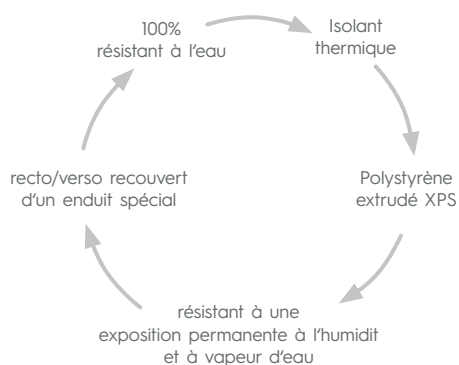 100%
résistant à l'eau
Isolant
thermique
Polystyrène
extrudé XPS
résistant à une
exposition permanente à l'humidit
et à vapeur d'eau
recto/verso recouvert
d'un enduit spécial